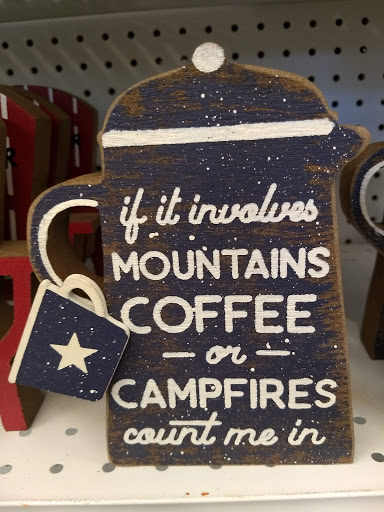 if it involves
MOUNTAINS
COFFEE
— or —
CAMPFIRES
count me in